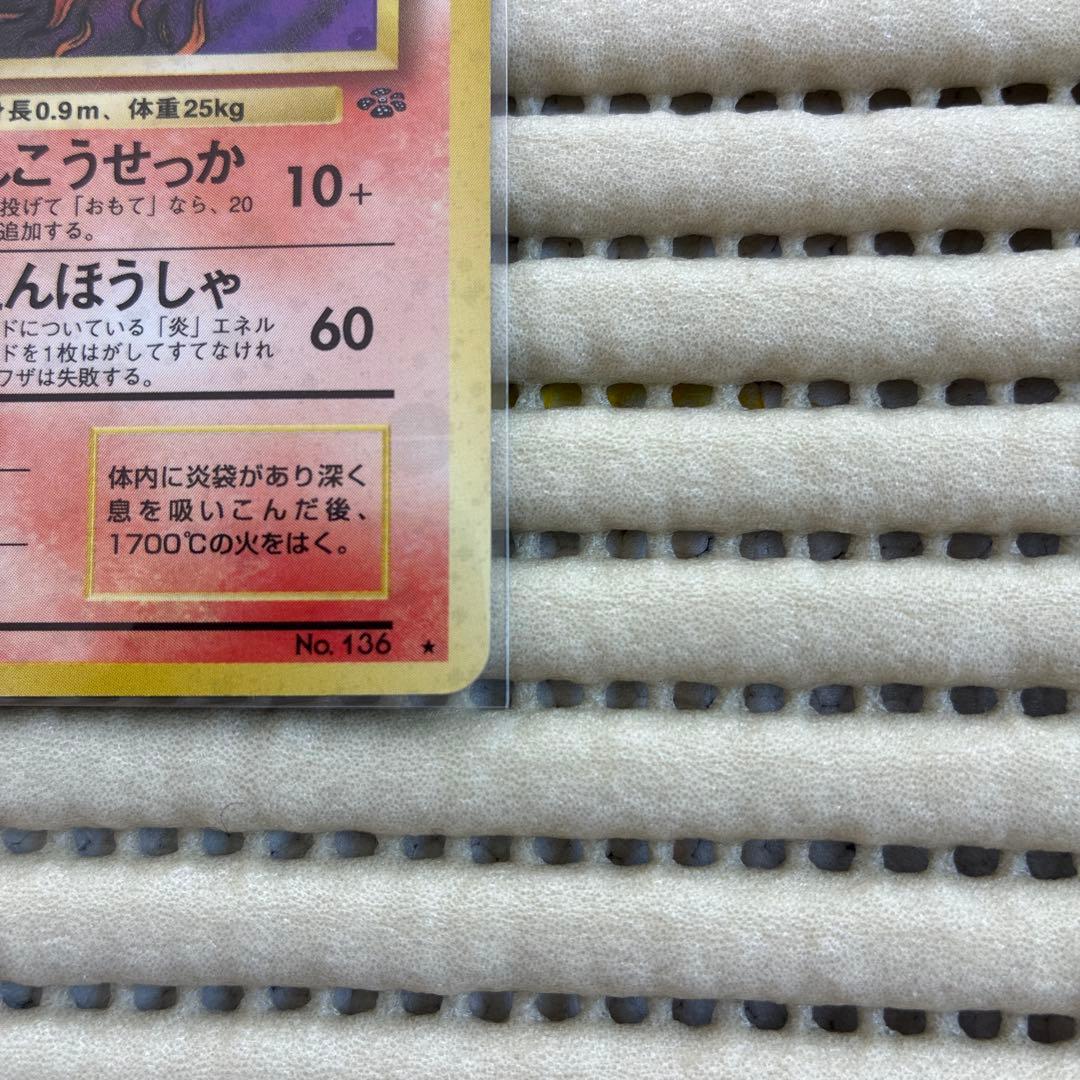 長0.9m、体重25kg
こうせっか 10+
投げて「おもて」なら、20
追加する。
んほうしゃ 60
ドについている「炎」エネル
ドを1枚はがしてすてなけれ
ワザは失敗する。
体内に炎袋があり深く
息を吸いこんだ後、
1700℃の火をはく。
No. 136 ★